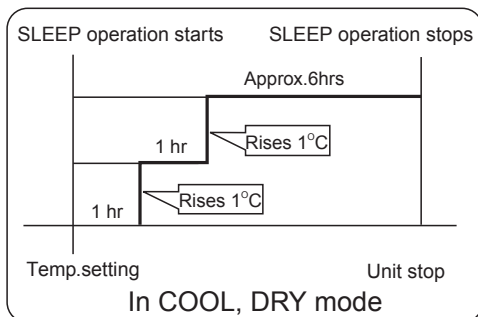 SLEEP operation starts
SLEEP operation stops
Approx.6hrs
1 hr
Rises 1°C
1 hr
Rises 1°C
Temp.setting
Unit stop
In COOL, DRY mode